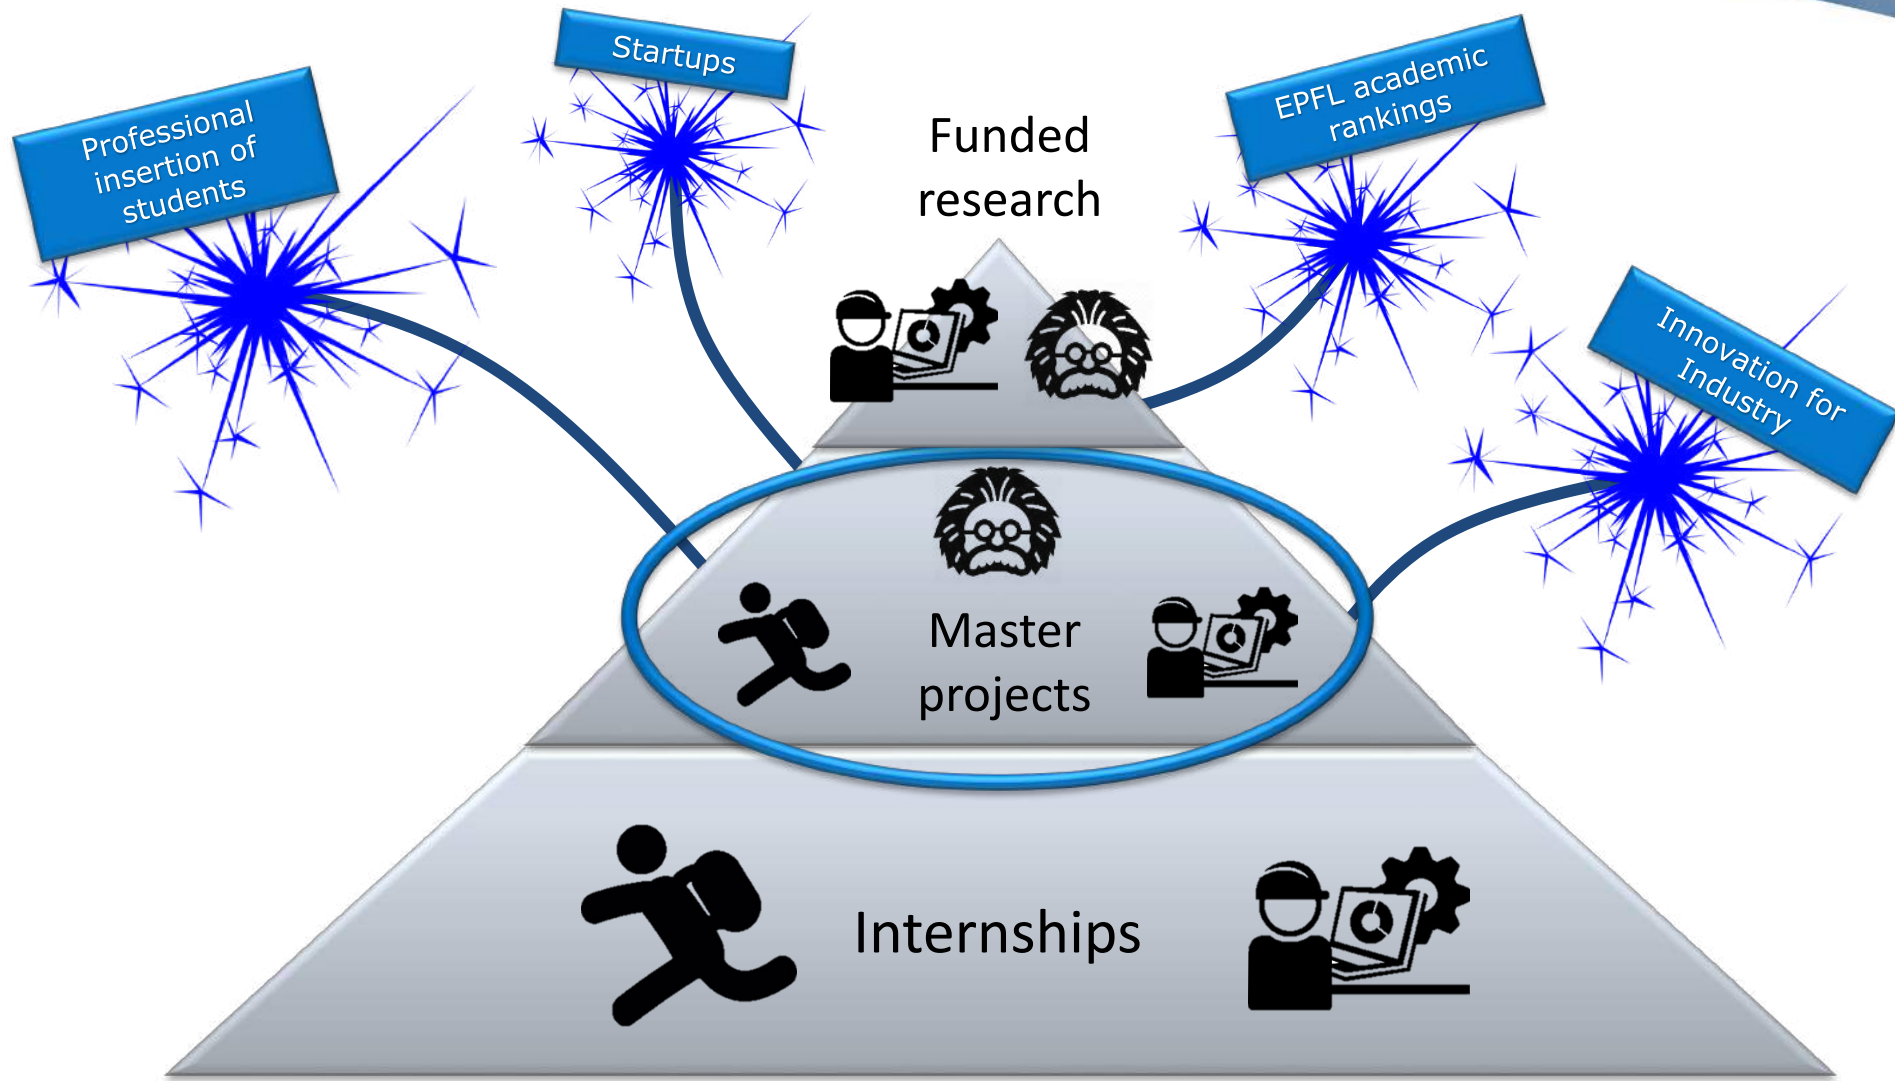 Professional
insertion of
students
Startups
Funded
research
EPFL academic
rankings
Innovation for
Industry
Master
projects
Internships